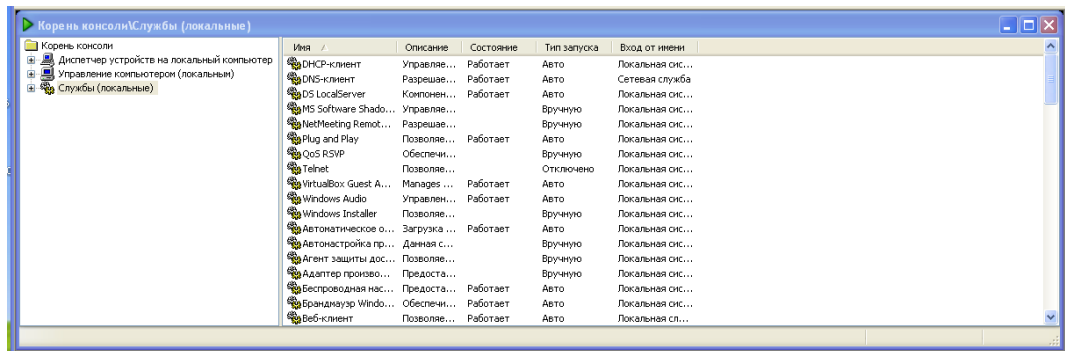 Корень консоли\Службы (локальные)
Корень консоли
Диспетчер устройств на локальный компьютер
Управление компьютером (локальным)
Службы (локальные)
Имя Описание Состояние Тип запуска Вход от имени
DHCP-клиент Управляе... Работает Авто Локальная сис...
DNS-клиент Разрешае... Работает Авто Сетевая служба
DS LocalServer Компонен... Работает Авто Локальная сис...
MS Software Shado... Управляе... Вручную Локальная сис...
NetMeeting Remot... Разрешае... Вручную Локальная сис...
Plug and Play Позволяе... Работает Авто Локальная сис...
QoS RSVP Обеспечи... Вручную Локальная сис...
Telnet Позволяе... Отключено Локальная сис...
VirtualBox Guest A... Manages ... Работает Авто Локальная сис...
Windows Audio Управлен... Работает Авто Локальная сис...
Windows Installer Позволяе... Вручную Локальная сис...
Автоматическое о... Загрузка ... Работает Авто Локальная сис...
Автонастройка пр... Данная с... Вручную Локальная сис...
Агент защиты дос... Позволяе... Вручную Локальная сис...
Адаптер произво... Предоста... Вручную Локальная сис...
Беспроводная нас... Предоста... Работает Авто Локальная сис...
Брандмауэр Windo... Обеспечи... Работает Авто Локальная сис...
Веб-клиент Позволяе... Работает Авто Локальная сл...